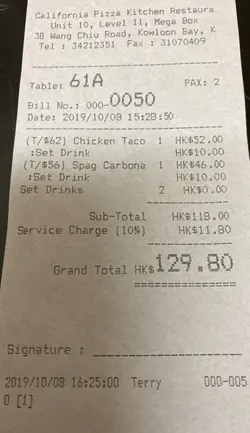 California Pizza Kitchen Restaura
Unit 10, Level 11, Mega Box
38 Wang Chiu Road, Kowloon Bay, K
Tel : 34212351 Fax : 31070409
Table: 61A PAX: 2
Bill No.: 000-0050
Date: 2019/10/08 15:28:50
(T/$62) Chicken Taco 1 HK$52.00
:Set Drink HK$10.00
(T/$56) Spag Carbona 1 HK$46.00
:Set Drink HK$10.00
Set Drinks 2 HK$0.00
Sub-Total HK$118.00
Service Charge (10%) HK$11.80
Grand Total HK$129.80
Signature :
2019/10/08 16:25:00 Terry 000-005
0 [1]